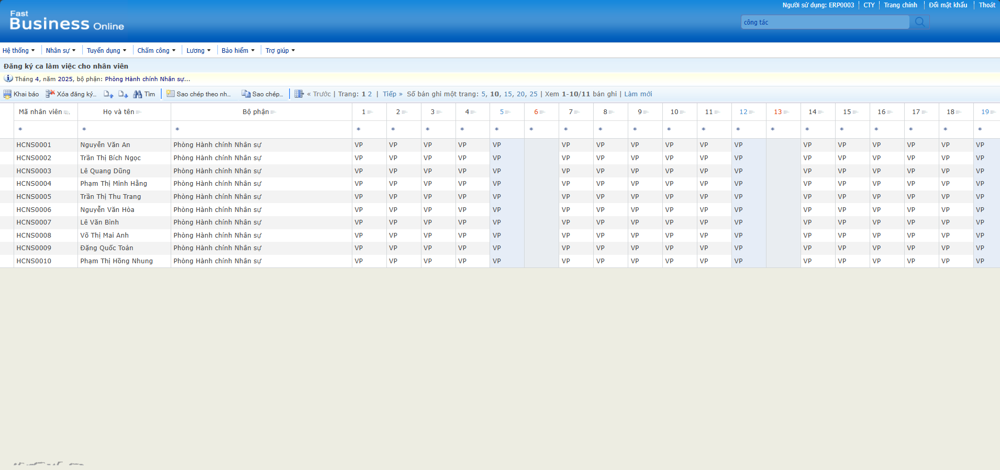 Người sử dụng: ERP0003 CTY Trang chính Đổi mật khẩu Thoát
Fast
Business Online
công tác
Hệ thống Nhân sự Tuyển dụng Chấm công Lương Bảo hiểm Trợ giúp
Đăng ký ca làm việc cho nhân viên
Tháng 4, năm 2025, bộ phận: Phòng Hành chính Nhân sự...
Khai báo Xóa đăng ký... Tìm Sao chép theo nh... Sao chép... « Trước | Trang: 1 2 | Tiếp » Số bản ghi một trang: 5, 10, 15, 20, 25 | Xem 1-10/11 bản ghi | Làm mới
Mã nhân viên ... Họ và tên Bộ phận 1 2 3 4 5 6 7 8 9 10 11 12 13 14 15 16 17 18 19
* * * * * * * * * * * * * * * * * * * * * *
HCNS0001 Nguyễn Văn An Phòng Hành chính Nhân sự VP VP VP VP VP VP VP VP VP VP VP VP VP VP VP VP VP
HCNS0002 Trần Thị Bích Ngọc Phòng Hành chính Nhân sự VP VP VP VP VP VP VP VP VP VP VP VP VP VP VP VP VP
HCNS0003 Lê Quang Dũng Phòng Hành chính Nhân sự VP VP VP VP VP VP VP VP VP VP VP VP VP VP VP VP VP
HCNS0004 Phạm Thị Minh Hằng Phòng Hành chính Nhân sự VP VP VP VP VP VP VP VP VP VP VP VP VP VP VP VP VP
HCNS0005 Trần Thị Thu Trang Phòng Hành chính Nhân sự VP VP VP VP VP VP VP VP VP VP VP VP VP VP VP VP VP
HCNS0006 Nguyễn Văn Hòa Phòng Hành chính Nhân sự VP VP VP VP VP VP VP VP VP VP VP VP VP VP VP VP VP
HCNS0007 Lê Văn Bình Phòng Hành chính Nhân sự VP VP VP VP VP VP VP VP VP VP VP VP VP VP VP VP VP
HCNS0008 Võ Thị Mai Anh Phòng Hành chính Nhân sự VP VP VP VP VP VP VP VP VP VP VP VP VP VP VP VP VP
HCNS0009 Đặng Quốc Toản Phòng Hành chính Nhân sự VP VP VP VP VP VP VP VP VP VP VP VP VP VP VP VP VP
HCNS0010 Phạm Thị Hồng Nhung Phòng Hành chính Nhân sự VP VP VP VP VP VP VP VP VP VP VP VP VP VP VP VP VP